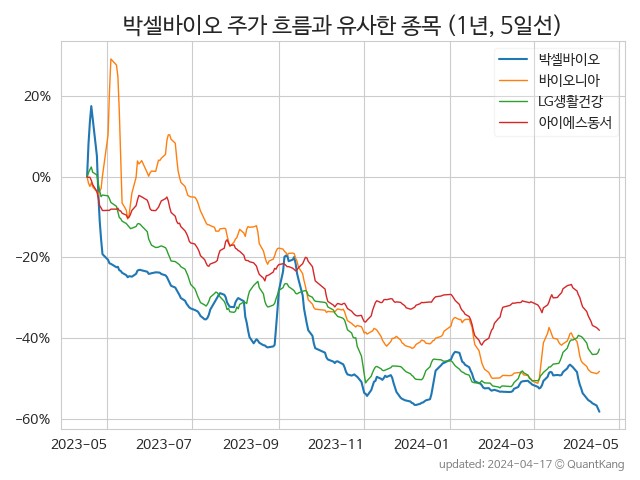 박셀바이오 주가 흐름과 유사한 종목 (1년, 5일선)
박셀바이오
바이오니아
LG생활건강
아이에스동서
20%
0%
−20%
−40%
−60%
2023-05 2023-07 2023-09 2023-11 2024-01 2024-03 2024-05
updated: 2024-04-17 © QuantKang